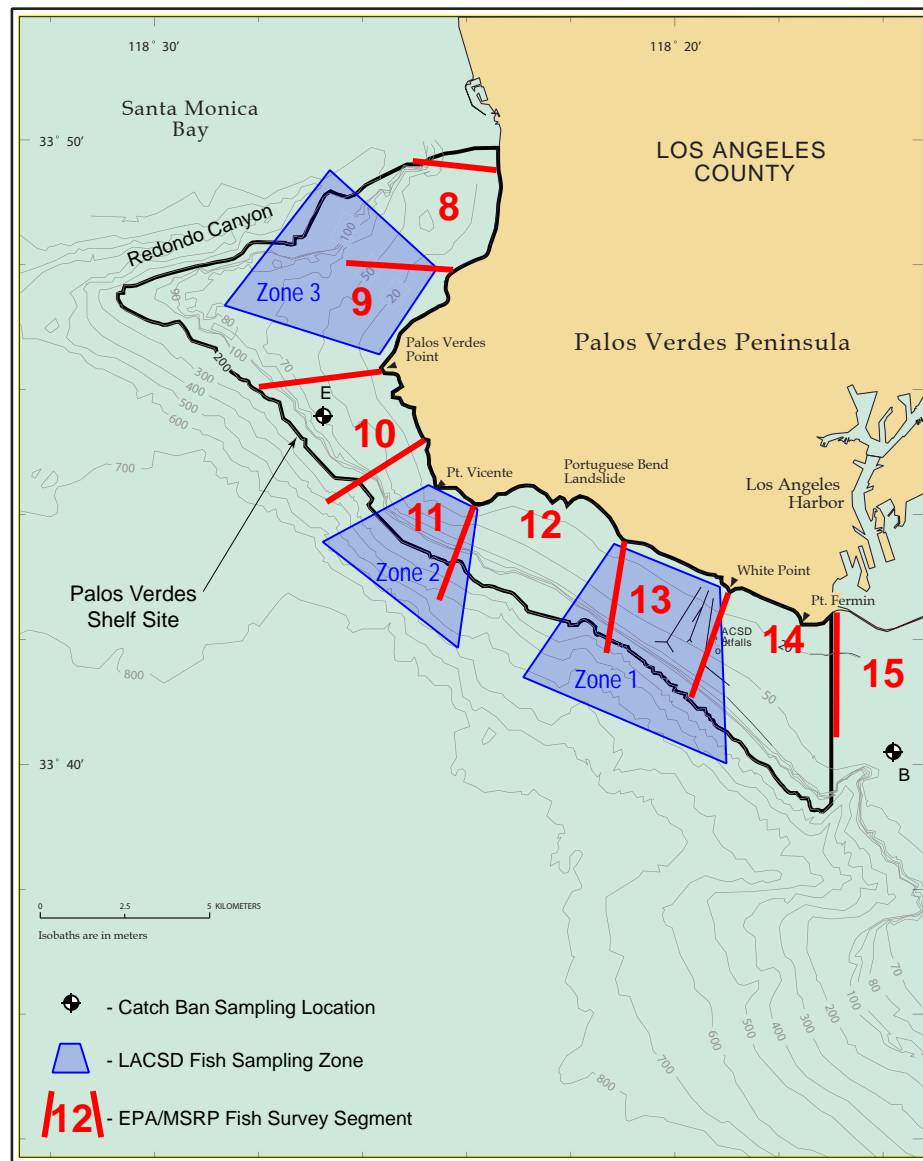 118° 30'
118° 20'
Santa Monica
Bay
33° 50'
LOS ANGELES
COUNTY
8
Redondo Canyon
100
50
20
Zone 3
9
90
80
70
100
200
300
400
500
600
Palos Verdes
Point
Palos Verdes Peninsula
E
10
700
Pt. Vicente
Portuguese Bend
Landslide
Los Angeles
Harbor
11
12
Zone 2
White Point
Palos Verdes
Shelf Site
13
Pt. Fermin
14
ACSD
tfalls
o
800
Zone 1
50
15
33° 40'
B
0 2.5 5 KILOMETERS
Isobaths are in meters
70
80
100
200
300
400
500
600
700
800
- Catch Ban Sampling Location
- LACSD Fish Sampling Zone
12 - EPA/MSRP Fish Survey Segment